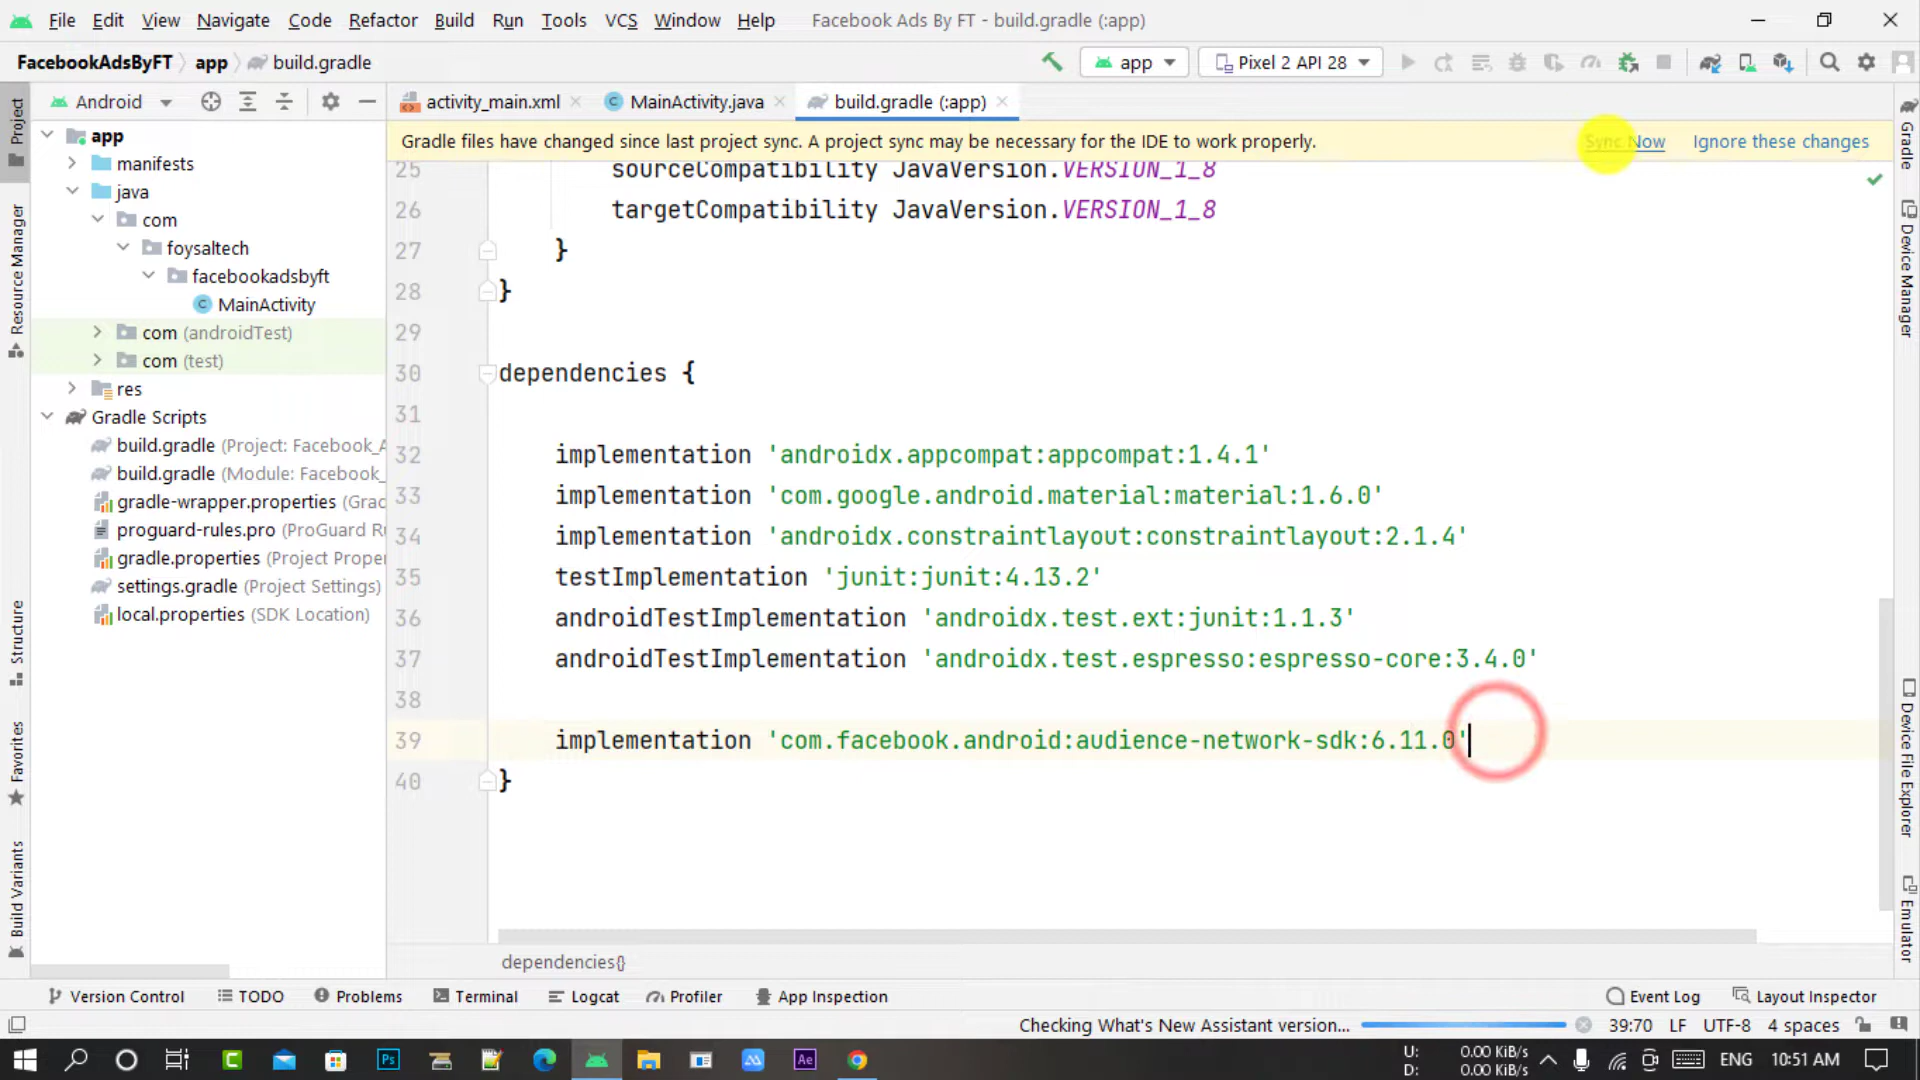 File Edit View Navigate Code Refactor Build Run Tools VCS Window Help Facebook Ads By FT - build.gradle (:app)
FacebookAdsByFT app build.gradle app Pixel 2 API 28
Android activity_main.xml MainActivity.java build.gradle (:app)
Gradle files have changed since last project sync. A project sync may be necessary for the IDE to work properly. Sync Now Ignore these changes
Project
Resource Manager
Structure
Favorites
Build Variants
app
manifests
java
com
foysaltech
facebookadsbyft
MainActivity
com (androidTest)
com (test)
res
Gradle Scripts
build.gradle (Project: Facebook_A
build.gradle (Module: Facebook_
gradle-wrapper.properties (Grad
proguard-rules.pro (ProGuard Ru
gradle.properties (Project Proper
settings.gradle (Project Settings)
local.properties (SDK Location)
25 sourceCompatibility JavaVersion.VERSION_1_8
26 targetCompatibility JavaVersion.VERSION_1_8
27 }
28 }
29
30 dependencies {
31
32 implementation 'androidx.appcompat:appcompat:1.4.1'
33 implementation 'com.google.android.material:material:1.6.0'
34 implementation 'androidx.constraintlayout:constraintlayout:2.1.4'
35 testImplementation 'junit:junit:4.13.2'
36 androidTestImplementation 'androidx.test.ext:junit:1.1.3'
37 androidTestImplementation 'androidx.test.espresso:espresso-core:3.4.0'
38
39 implementation 'com.facebook.android:audience-network-sdk:6.11.0'
40 }
dependencies{}
Gradle
Device Manager
Device File Explorer
Emulator
Version Control TODO Problems Terminal Logcat Profiler App Inspection Event Log Layout Inspector
Checking What's New Assistant version... 39:70 LF UTF-8 4 spaces
U: 0.00 KiB/s
D: 0.00 KiB/s
ENG 10:51 AM
C Ps Ae